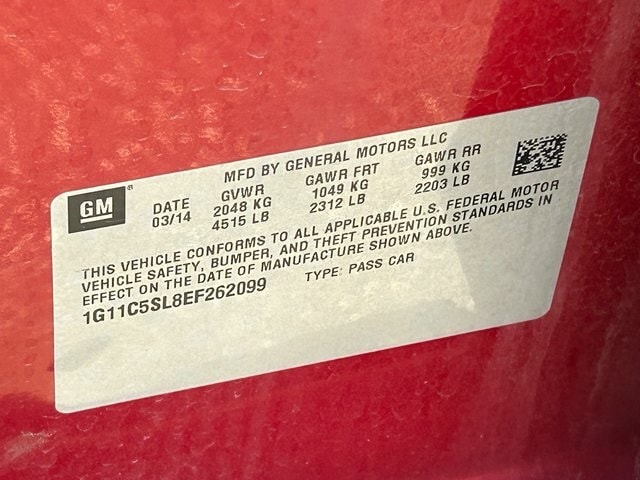 MFD BY GENERAL MOTORS LLC
GM ®
DATE GVWR GAWR FRT GAWR RR
03/14 2048 KG 1049 KG 999 KG
4515 LB 2312 LB 2203 LB
THIS VEHICLE CONFORMS TO ALL APPLICABLE U.S. FEDERAL MOTOR
VEHICLE SAFETY, BUMPER, AND THEFT PREVENTION STANDARDS IN
EFFECT ON THE DATE OF MANUFACTURE SHOWN ABOVE.
1G11C5SL8EF262099 TYPE: PASS CAR